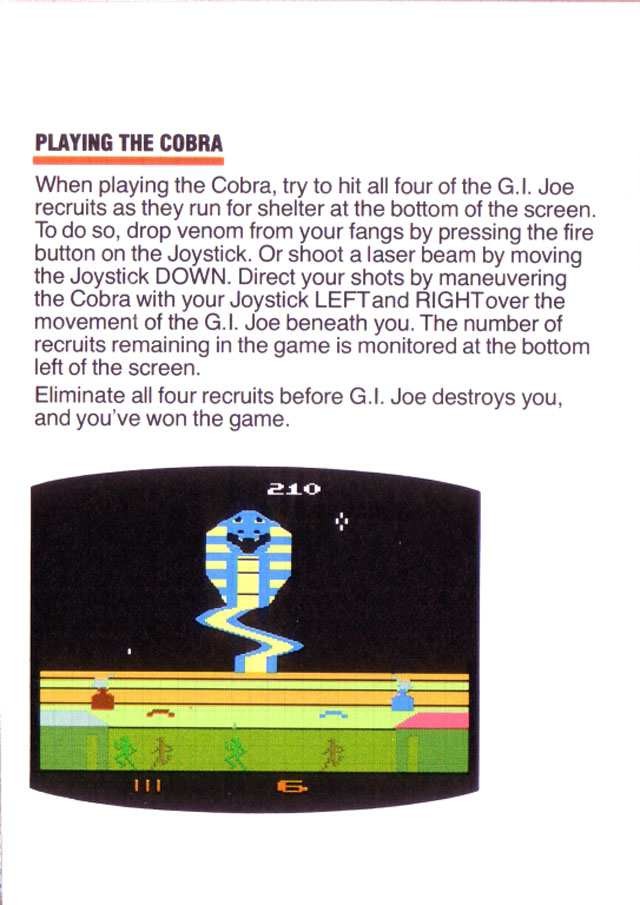 PLAYING THE COBRA
When playing the Cobra, try to hit all four of the G.I. Joe
recruits as they run for shelter at the bottom of the screen.
To do so, drop venom from your fangs by pressing the fire
button on the Joystick. Or shoot a laser beam by moving
the Joystick DOWN. Direct your shots by maneuvering
the Cobra with your Joystick LEFT and RIGHT over the
movement of the G.I. Joe beneath you. The number of
recruits remaining in the game is monitored at the bottom
left of the screen.
Eliminate all four recruits before G.I. Joe destroys you,
and you've won the game.
210
6